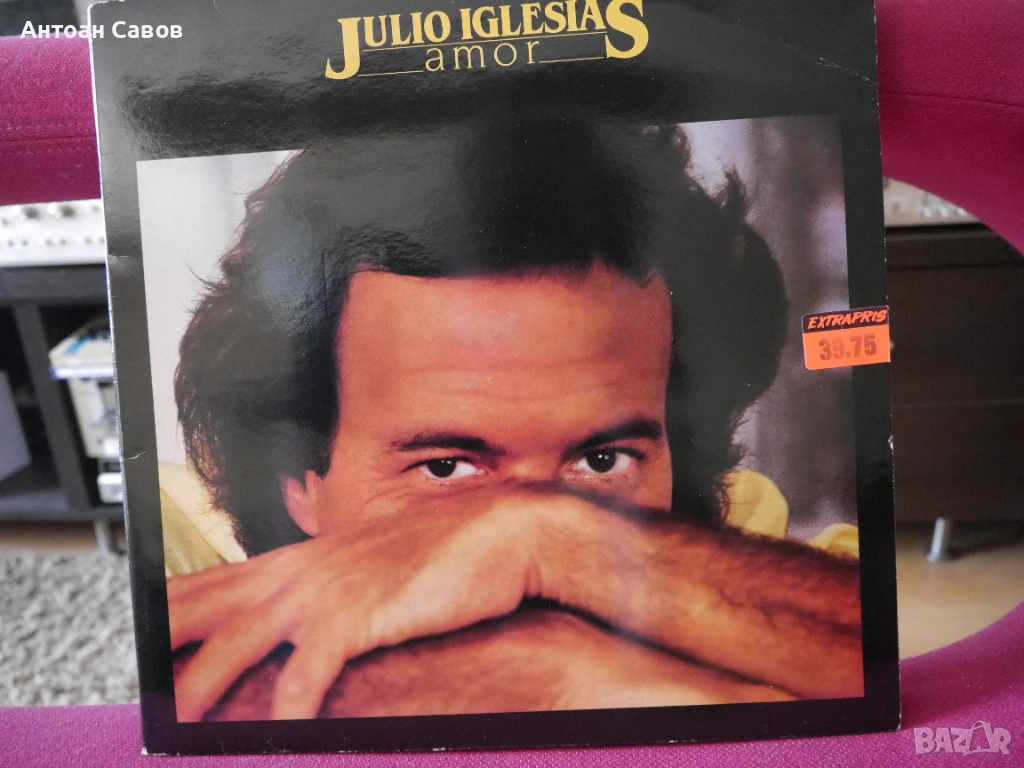 Антоан Савов
JULIO IGLESIAS
amor
EXTRAPRIS
39.75
BAZAR